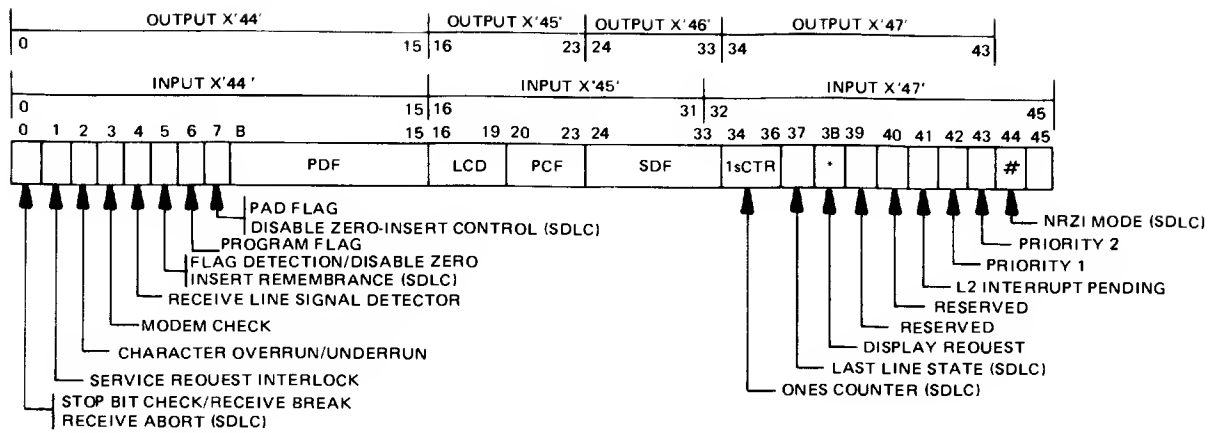 OUTPUT X'44' OUTPUT X'45' OUTPUT X'46' OUTPUT X'47'
0 15 16 23 24 33 34 43
INPUT X'44' INPUT X'45' INPUT X'47'
0 15 16 31 32 45
0 1 2 3 4 5 6 7 8 15 16 19 20 23 24 33 34 36 37 38 39 40 41 42 43 44 45
PDF LCD PCF SDF 1sCTR * #
PAD FLAG
DISABLE ZERO-INSERT CONTROL (SDLC)
PROGRAM FLAG
FLAG DETECTION/DISABLE ZERO
INSERT REMEMBRANCE (SDLC)
RECEIVE LINE SIGNAL DETECTOR
MODEM CHECK
CHARACTER OVERRUN/UNDERRUN
SERVICE REQUEST INTERLOCK
STOP BIT CHECK/RECEIVE BREAK
RECEIVE ABORT (SDLC)
NRZI MODE (SDLC)
PRIORITY 2
PRIORITY 1
L2 INTERRUPT PENDING
RESERVED
RESERVED
DISPLAY REQUEST
LAST LINE STATE (SDLC)
ONES COUNTER (SDLC)